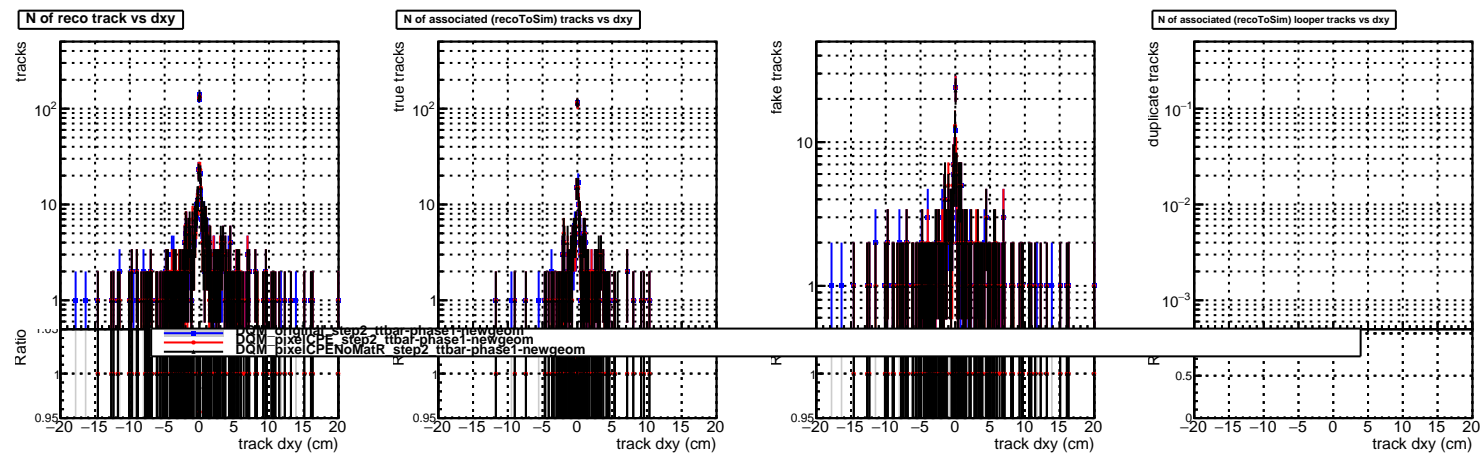 N of reco track vs dxy
N of associated (recoToSim) tracks vs dxy
N of associated (recoToSim) looper tracks vs dxy
tracks
10²
10
1
Ratio
1
0.95
−20 −15 −10 −5 0 5 10 15 20
track dxy (cm)
true tracks
10²
10
1
1
0.95
−20 −15 −10 −5 0 5 10 15 20
track dxy (cm)
fake tracks
10
1
1
0.95
−20 −15 −10 −5 0 5 10 15 20
track dxy (cm)
duplicate tracks
10⁻¹
10⁻²
10⁻³
0.5
0
−20 −15 −10 −5 0 5 10 15 20
track dxy (cm)
DQM_original_step2_ttbar-phase1-newgeom
DQM_pixelCPE_step2_ttbar-phase1-newgeom
DQM_pixelCPENoMatR_step2_ttbar-phase1-newgeom